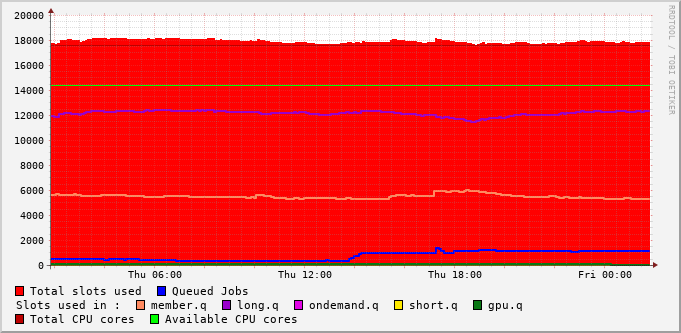 20000
18000
16000
14000
12000
10000
8000
6000
4000
2000
0
Thu 06:00 Thu 12:00 Thu 18:00 Fri 00:00
RRDTOOL / TOBI OETIKER
Total slots used Queued Jobs
Slots used in : member.q long.q ondemand.q short.q gpu.q
Total CPU cores Available CPU cores